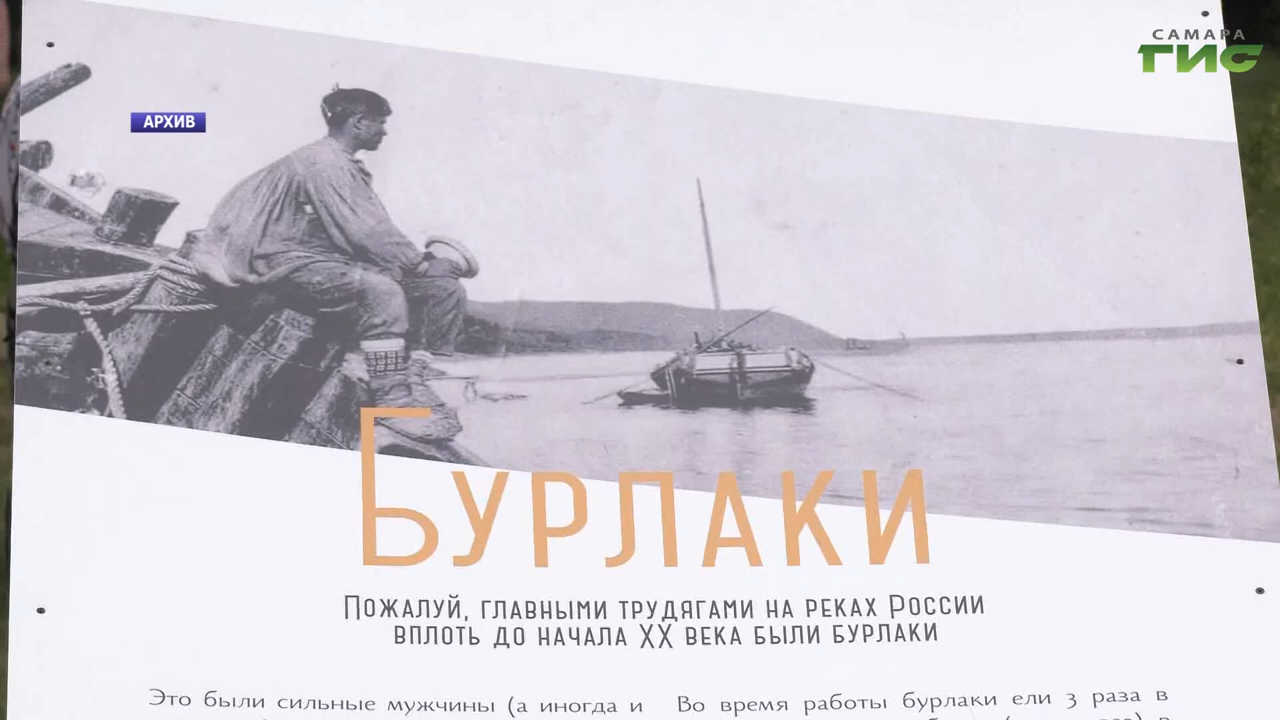 САМАРА
ГИС
АРХИВ
БУРЛАКИ
ПОЖАЛУЙ, ГЛАВНЫМИ ТРУДЯГАМИ НА РЕКАХ РОССИИ
ВПЛОТЬ ДО НАЧАЛА XX ВЕКА БЫЛИ БУРЛАКИ
Это были сильные мужчины (а иногда и
Во время работы бурлаки ели 3 раза в